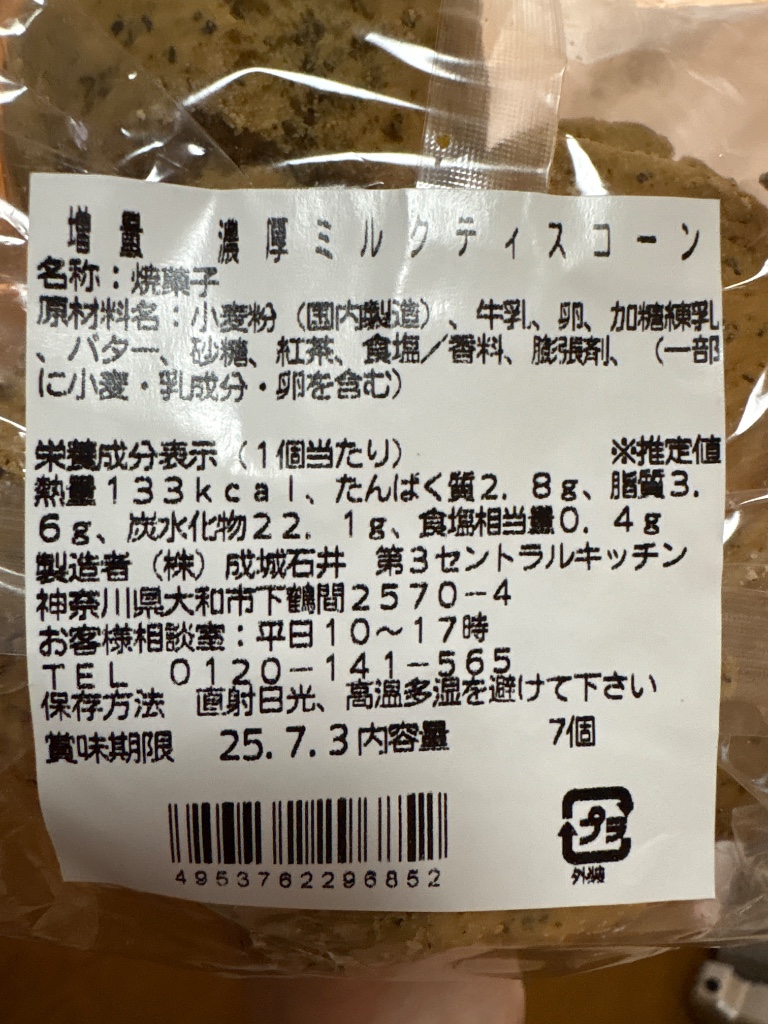 増量 濃厚ミルクティスコーン
名称：焼菓子
原材料名：小麦粉（国内製造）、牛乳、卵、加糖練乳
、バター、砂糖、紅茶、食塩／香料、膨張剤、（一部
に小麦・乳成分・卵を含む）
栄養成分表示（１個当たり） ※推定値
熱量１３３ｋｃａｌ、たんぱく質２．８ｇ、脂質３．
６ｇ、炭水化物２２．１ｇ、食塩相当量０．４ｇ
製造者（株）成城石井 第３セントラルキッチン
神奈川県大和市下鶴間２５７０－４
お客様相談室：平日１０～１７時
ＴＥＬ ０１２０－１４１－５６５
保存方法 直射日光、高温多湿を避けて下さい
賞味期限 25.7.3 内容量 7個
4953762296852
プラ
外装